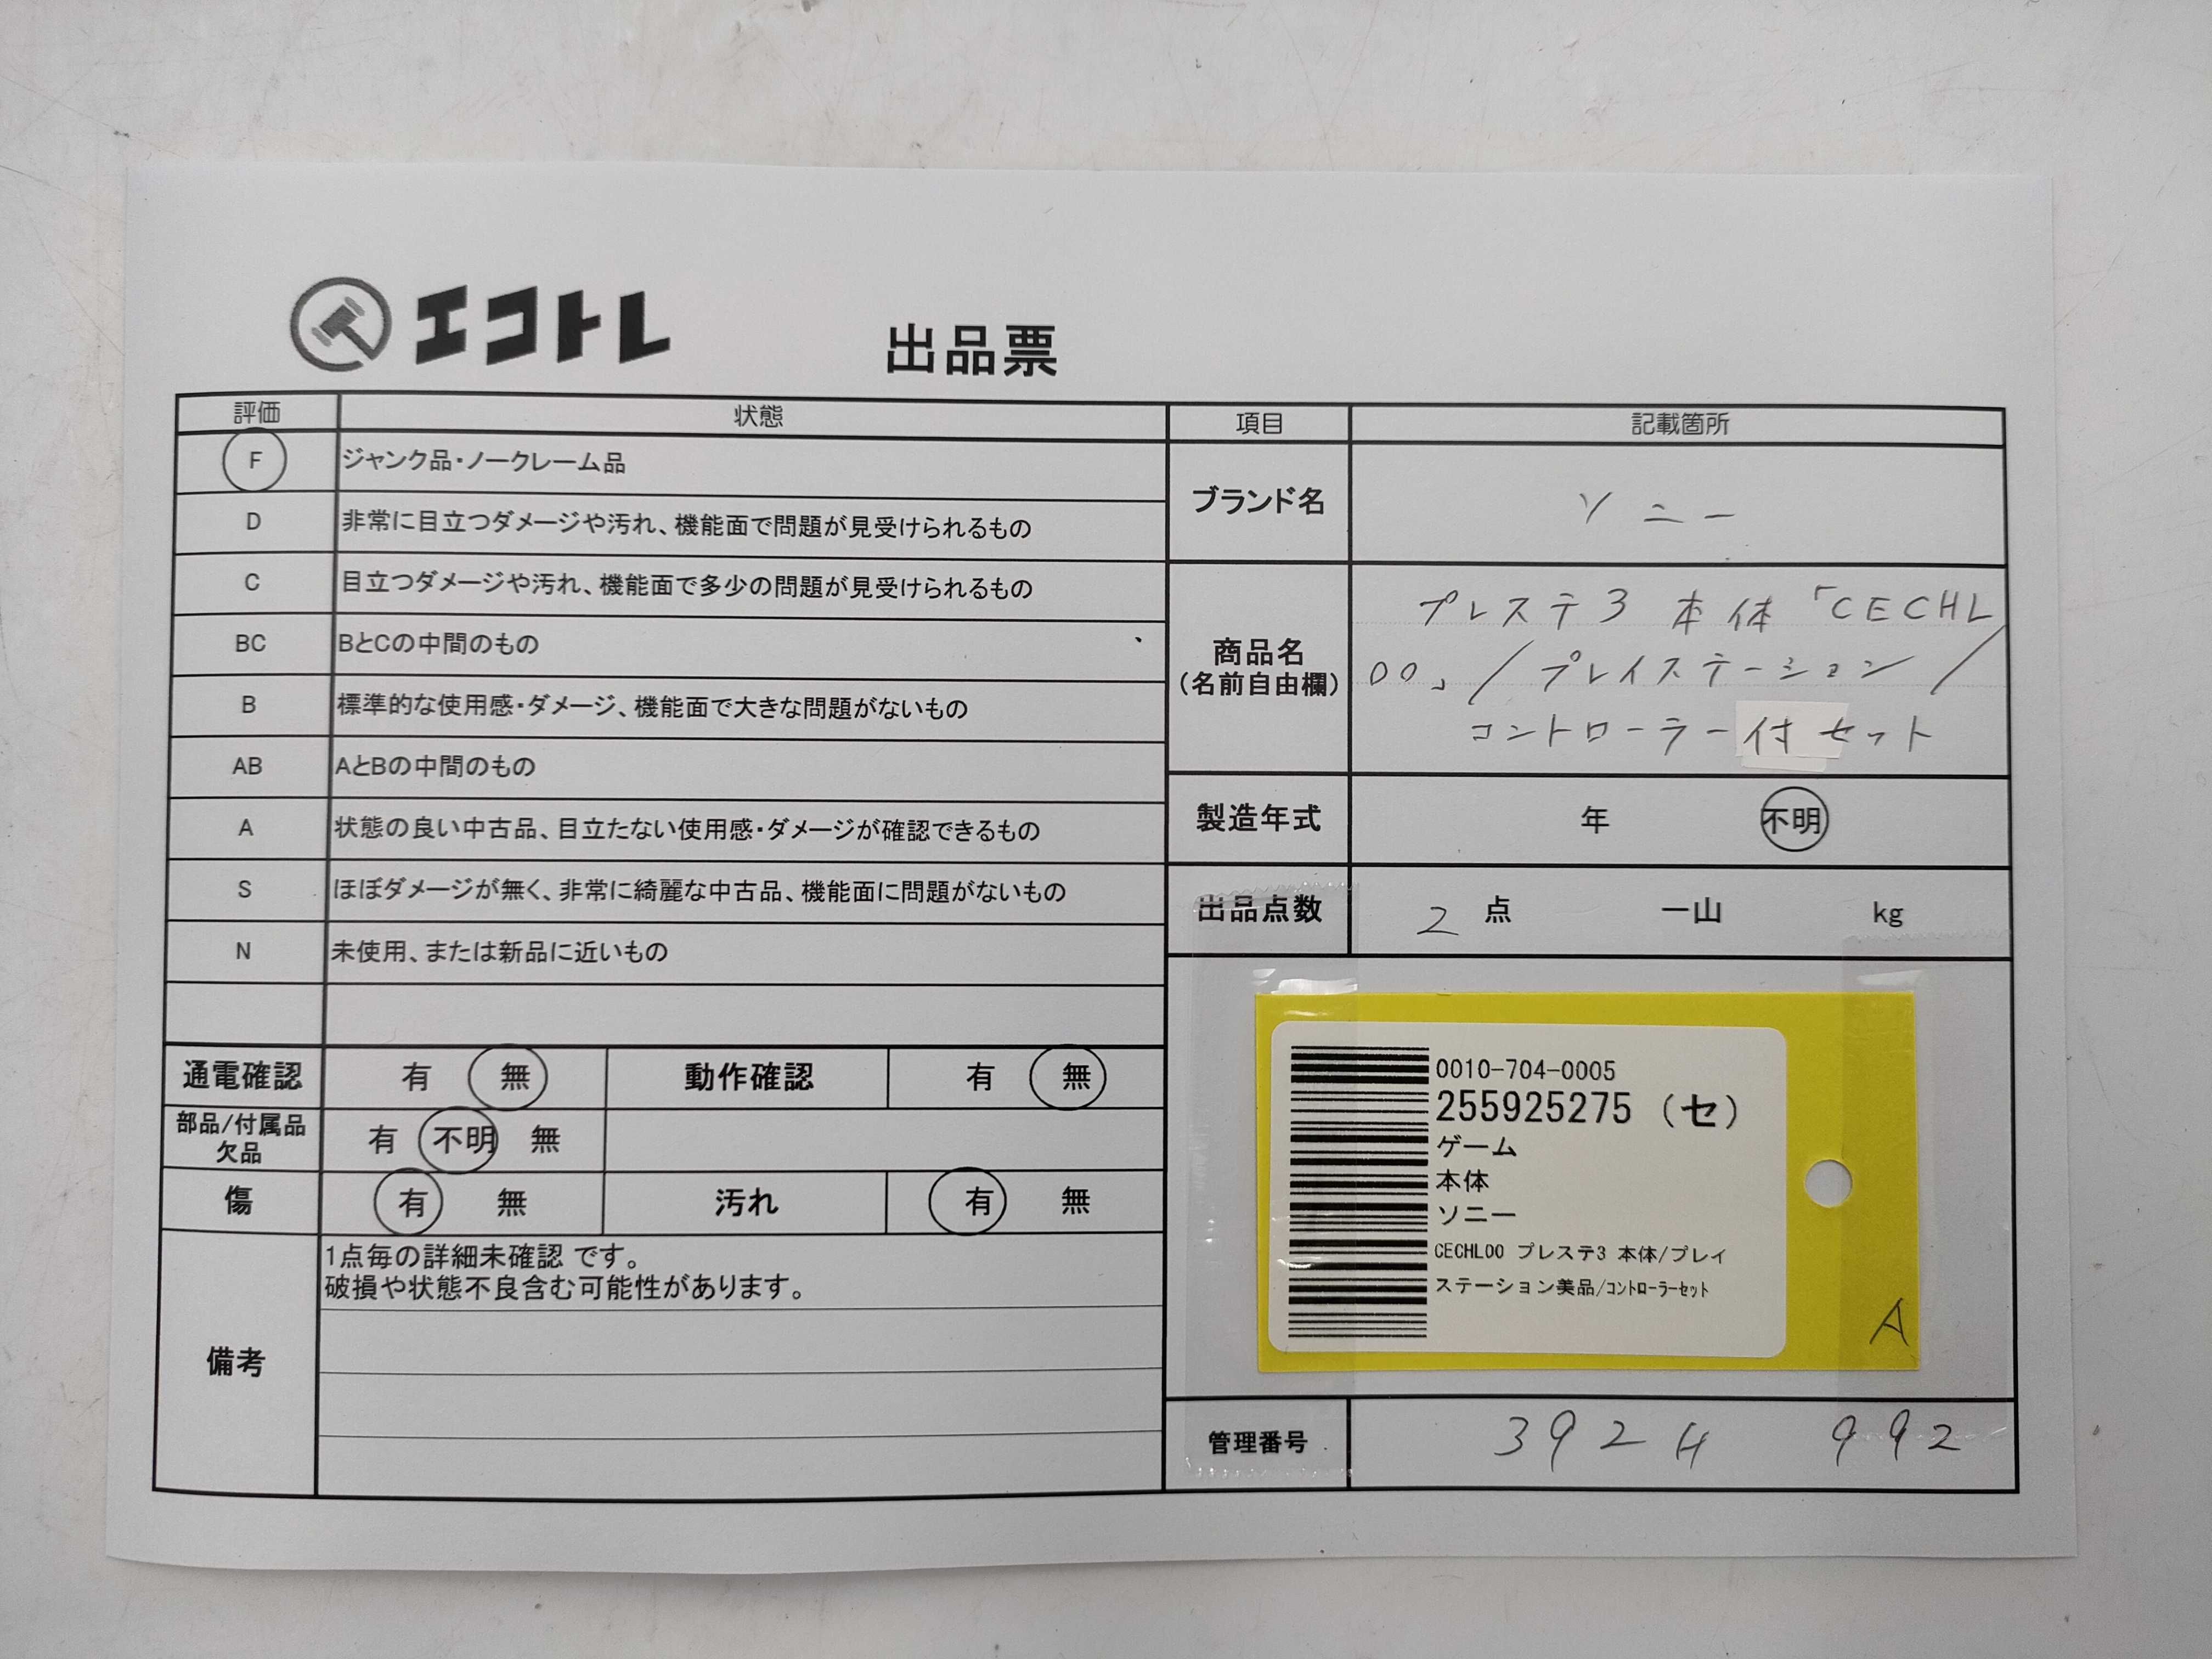 エコトレ
出品票
評価 状態
F ジャンク品・ノークレーム品
D 非常に目立つダメージや汚れ、機能面で問題が見受けられるもの
C 目立つダメージや汚れ、機能面で多少の問題が見受けられるもの
BC BとCの中間のもの
B 標準的な使用感・ダメージ、機能面で大きな問題がないもの
AB AとBの中間のもの
A 状態の良い中古品、目立たない使用感・ダメージが確認できるもの
S ほぼダメージが無く、非常に綺麗な中古品、機能面に問題がないもの
N 未使用、または新品に近いもの
通電確認 有 無 動作確認 有 無
部品/付属品
欠品
有 不明 無
傷 有 無 汚れ 有 無
備考
1点毎の詳細未確認 です。
破損や状態不良含む可能性があります。
項目 記載箇所
ブランド名 ソニー
商品名
(名前自由欄)
プレステ3 本体「CECHL
00」/プレイステーション/
コントローラー付セット
製造年式 年 不明
出品点数 2 点 一山 kg
0010-704-0005
255925275 (セ)
ゲーム
本体
ソニー
CECHL00 プレステ3 本体/プレイ
ステーション美品/コントローラーセット
A
管理番号 3924 992